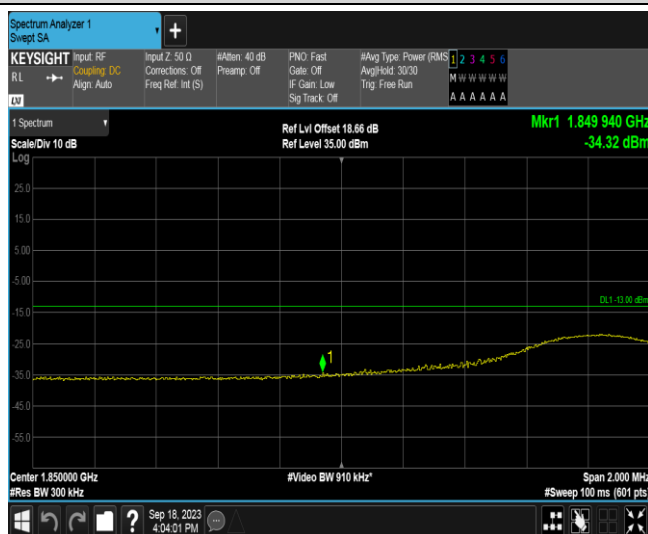 Spectrum Analyzer 1
Swept SA
+
KEYSIGHT
RL
LXI
Input: RF
Coupling: DC
Align: Auto
Input Z: 50 Ω
Corrections: Off
Freq Ref: Int (S)
#Atten: 40 dB
Preamp: Off
PNO: Fast
Gate: Off
IF Gain: Low
Sig Track: Off
#Avg Type: Power (RMS
Avg|Hold: 30/30
Trig: Free Run
1 2 3 4 5 6
M W W W W W
A A A A A A
1 Spectrum
Scale/Div 10 dB
Log
Ref Lvl Offset 18.66 dB
Ref Level 35.00 dBm
Mkr1 1.849 940 GHz
-34.32 dBm
25.0
15.0
5.00
-5.00
DL1 -13.00 dBm
-15.0
-25.0
1
-35.0
-45.0
-55.0
Center 1.850000 GHz
#Res BW 300 kHz
#Video BW 910 kHz*
Span 2.000 MHz
#Sweep 100 ms (601 pts)
?
Sep 18, 2023
4:04:01 PM